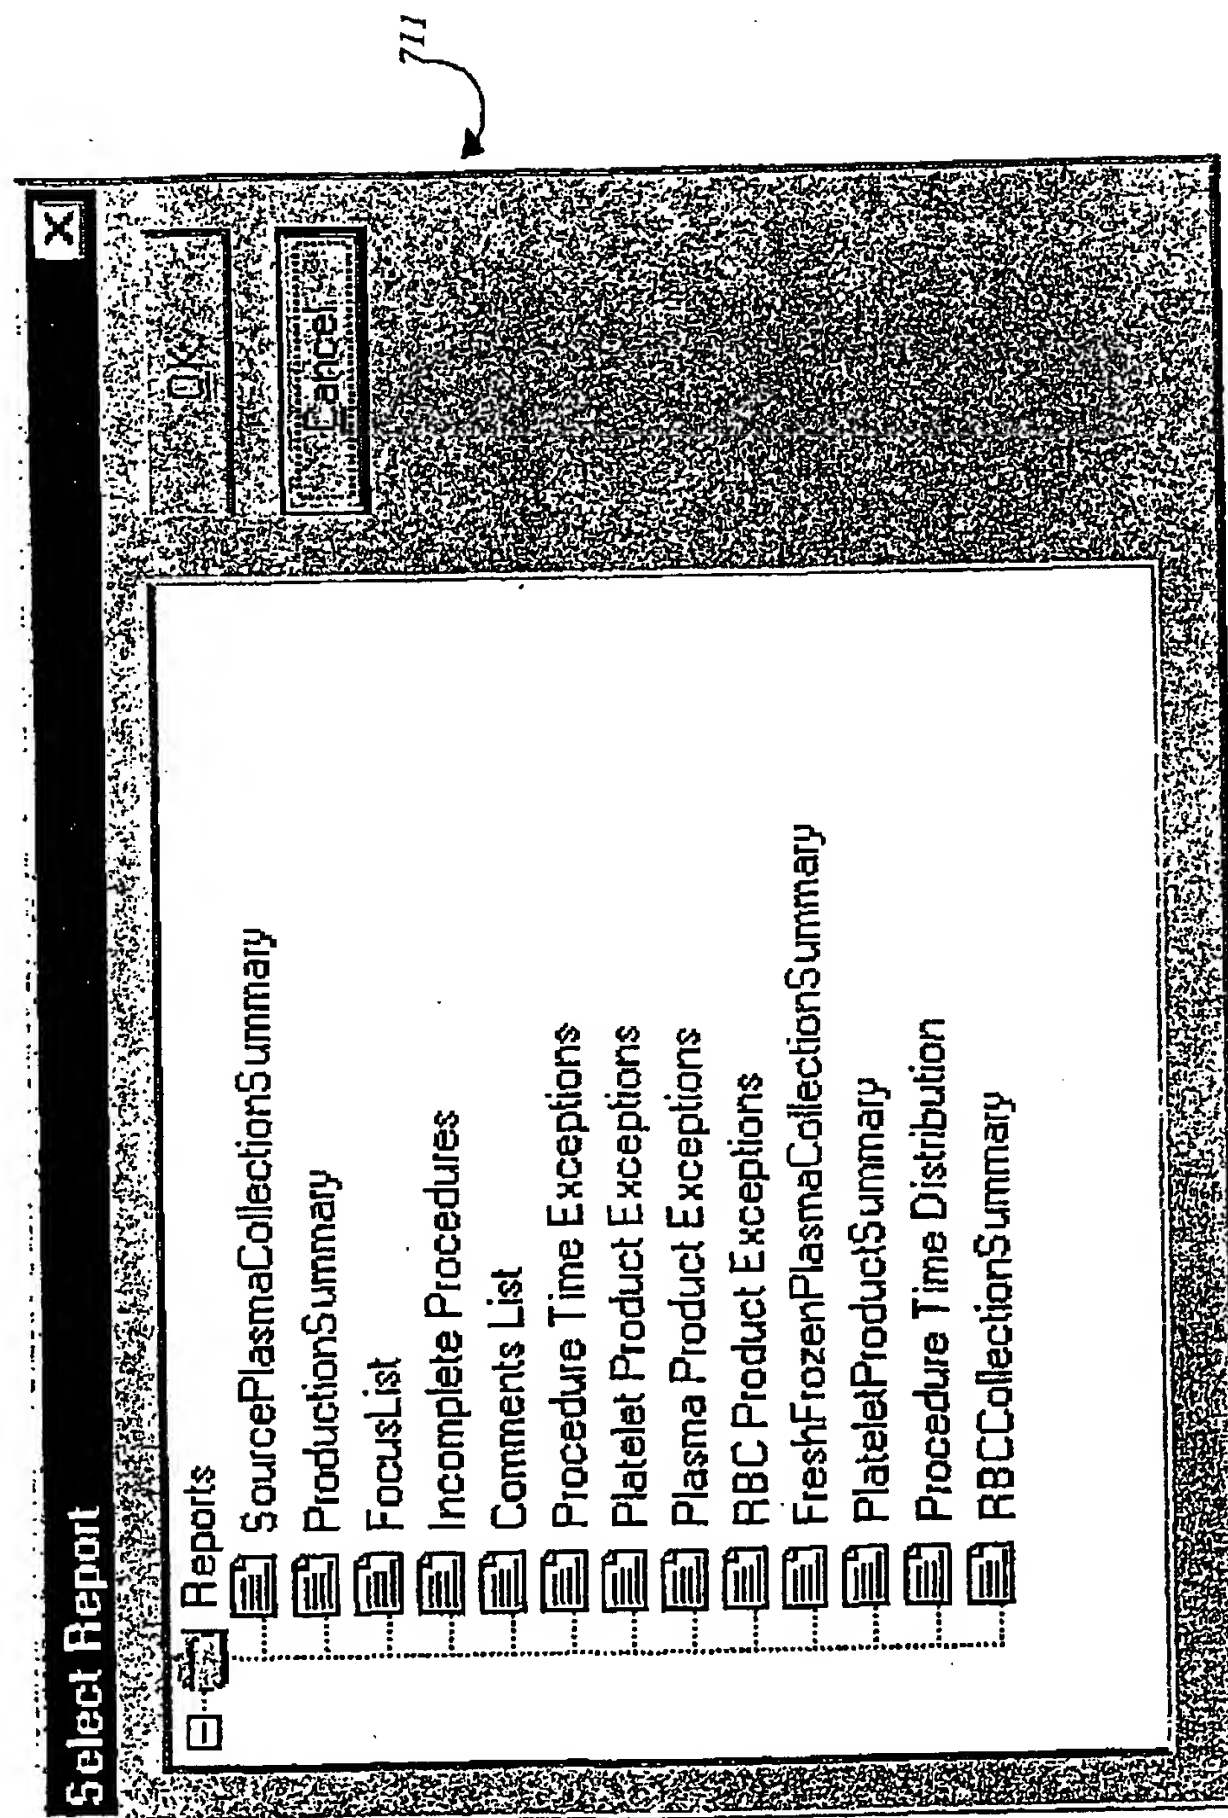 Select Report
Reports
SourcePlasmaCollectionSummary
ProductionSummary
FocusList
Incomplete Procedures
Comments List
Procedure Time Exceptions
Platelet Product Exceptions
Plasma Product Exceptions
RBC Product Exceptions
FreshFrozenPlasmaCollectionSummary
PlateletProductSummary
Procedure Time Distribution
RBCCollectionSummary
OK
Cancel
711